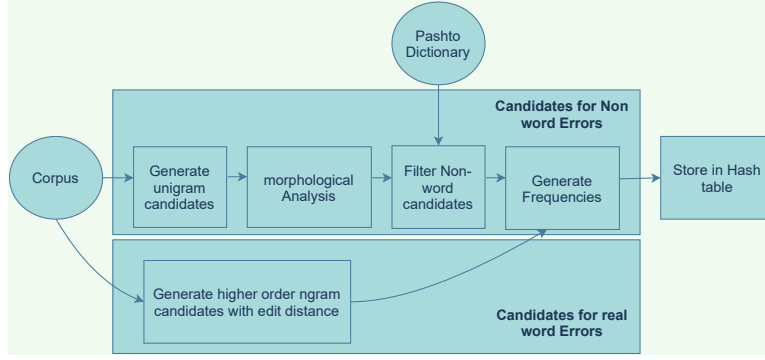 Pashto
Dictionary
Candidates for Non
word Errors
Corpus
Generate
unigram
candidates
morphological
Analysis
Filter Non-
word
candidates
Generate
Frequencies
Store in Hash
table
Generate higher order ngram
candidates with edit distance
Candidates for real
word Errors